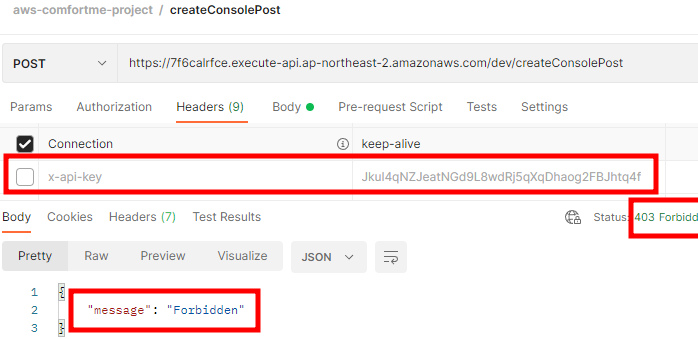 aws-comfortme-project / createConsolePost
POST https://7f6calrfce.execute-api.ap-northeast-2.amazonaws.com/dev/createConsolePost
Params Authorization Headers (9) Body Pre-request Script Tests Settings
Connection keep-alive
x-api-key Jkul4qNZJeatNGd9L8wdRj5qXqDhaog2FBJhtq4f
Body Cookies Headers (7) Test Results Status: 403 Forbidd
Pretty Raw Preview Visualize JSON
1 {
2 "message": "Forbidden"
3 }